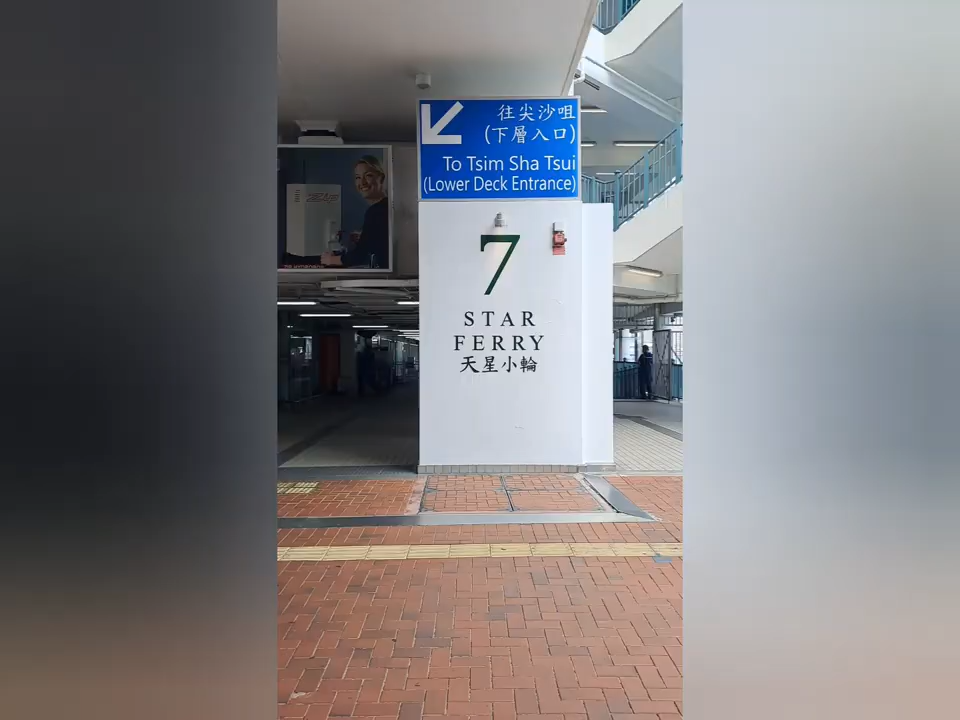 往尖沙咀
(下層入口)
To Tsim Sha Tsui
(Lower Deck Entrance)
7
STAR
FERRY
天星小輪